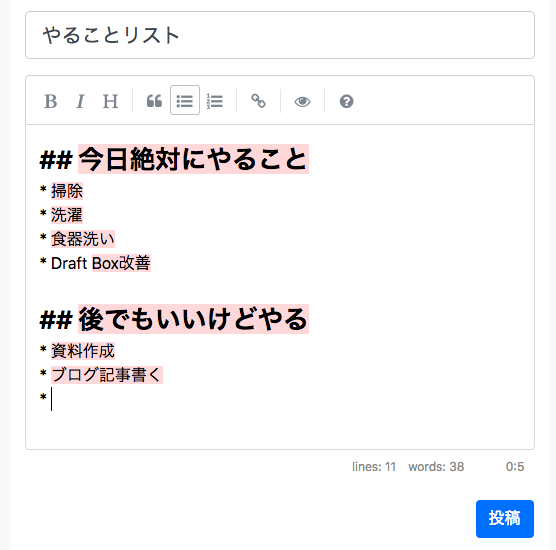 やることリスト
B I H
## 今日絶対にやること
* 掃除
* 洗濯
* 食器洗い
* Draft Box改善
## 後でもいいけどやる
* 資料作成
* ブログ記事書く
*
lines: 11 words: 38 0:5
投稿